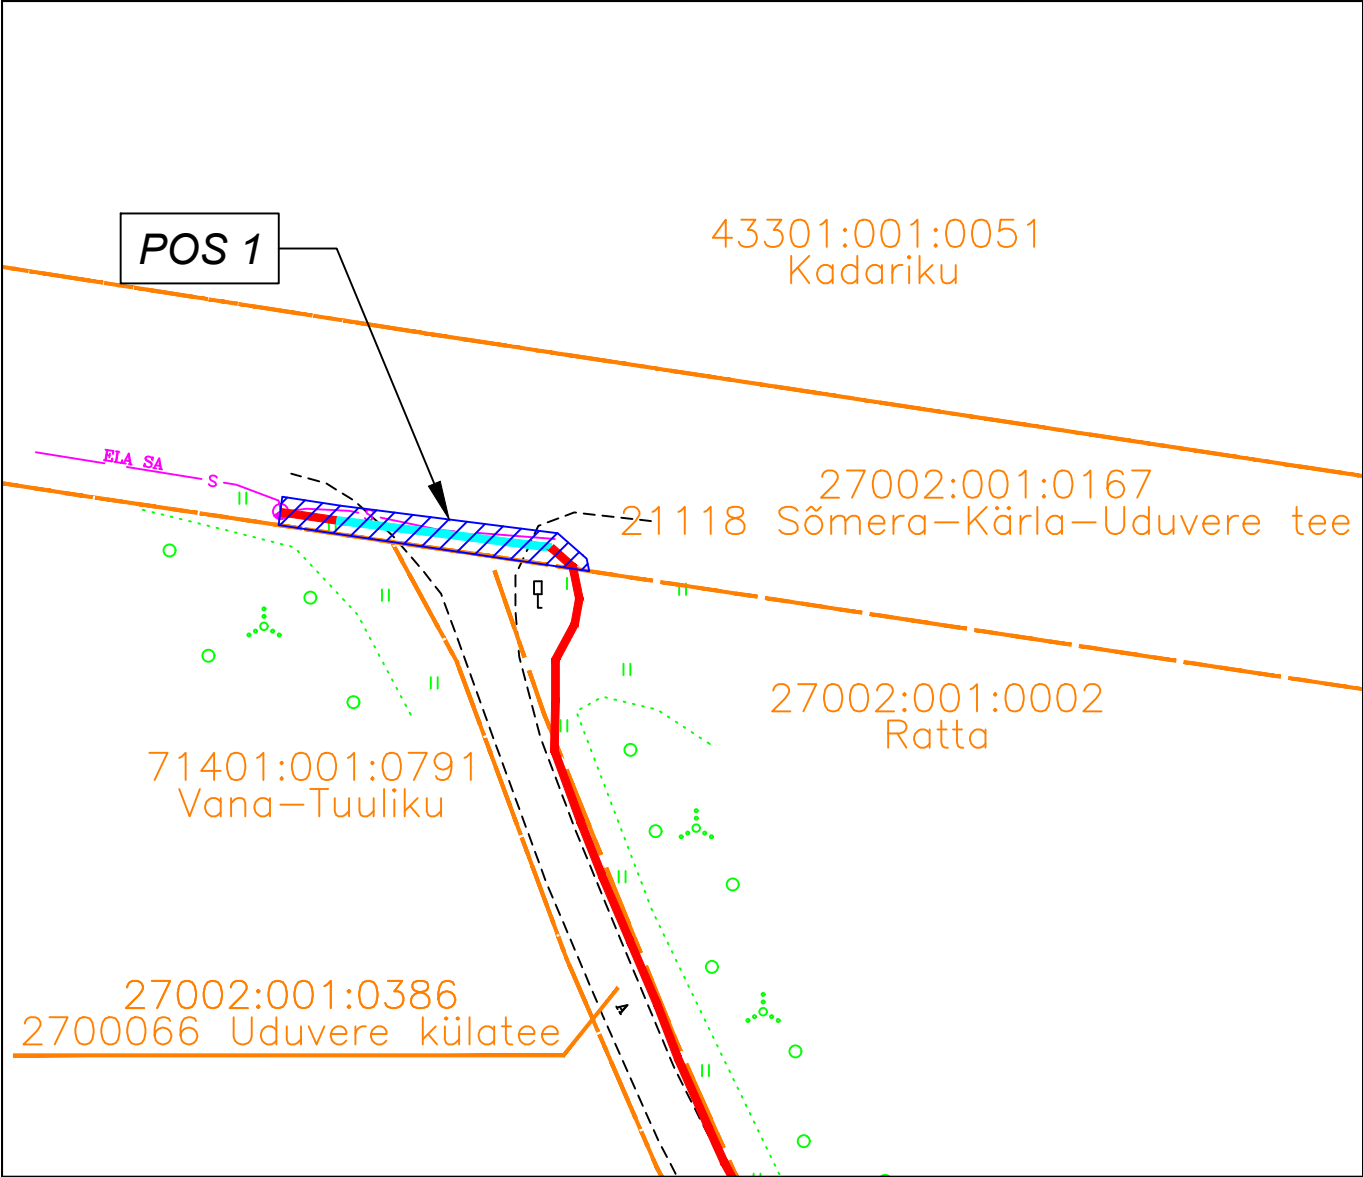 43301:001:0051
Kadariku
POS 1
ELA SA
S
27002:001:0167
21118 Sõmera-Kärla-Uduvere tee
27002:001:0002
Ratta
71401:001:0791
Vana-Tuuliku
27002:001:0386
2700066 Uduvere külatee
A